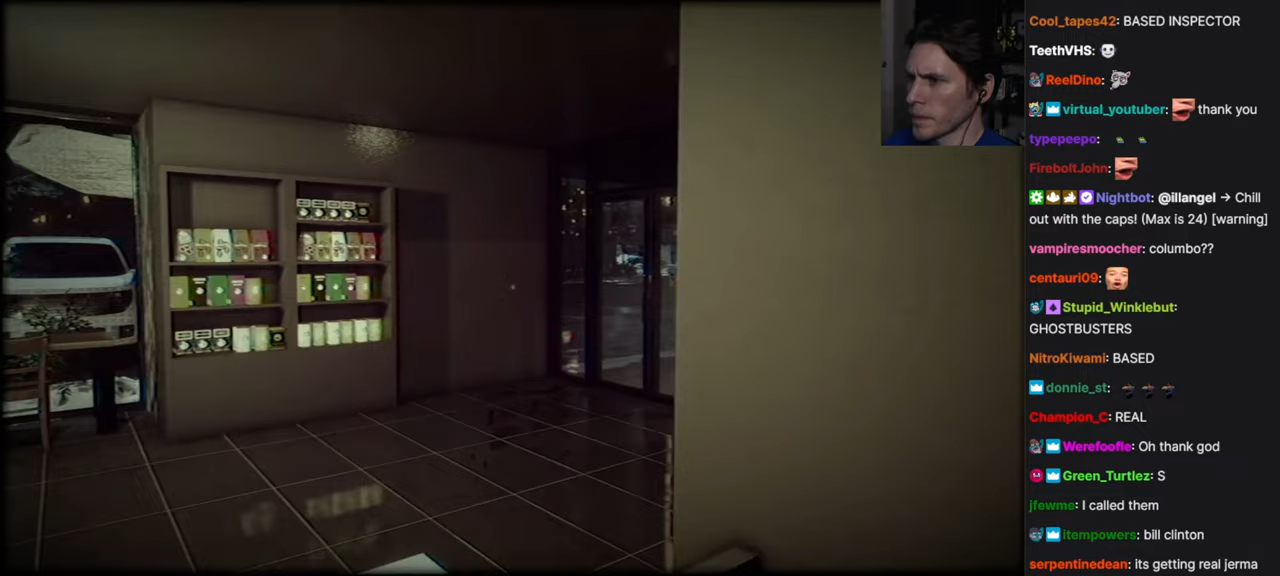 Cool_tapes42: BASED INSPECTOR
TeethVHS:
ReelDino:
virtual_youtuber: thank you
typepeepo:
FireboltJohn:
Nightbot: @illangel → Chill
out with the caps! (Max is 24) [warning]
vampiresmoocher: columbo??
centauri09:
Stupid_Winklebut:
GHOSTBUSTERS
NitroKiwami: BASED
donnie_st:
Champion_C: REAL
Werefoofle: Oh thank god
Green_Turtlez: S
jfewme: I called them
itempowers: bill clinton
serpentinedean: its getting real jerma